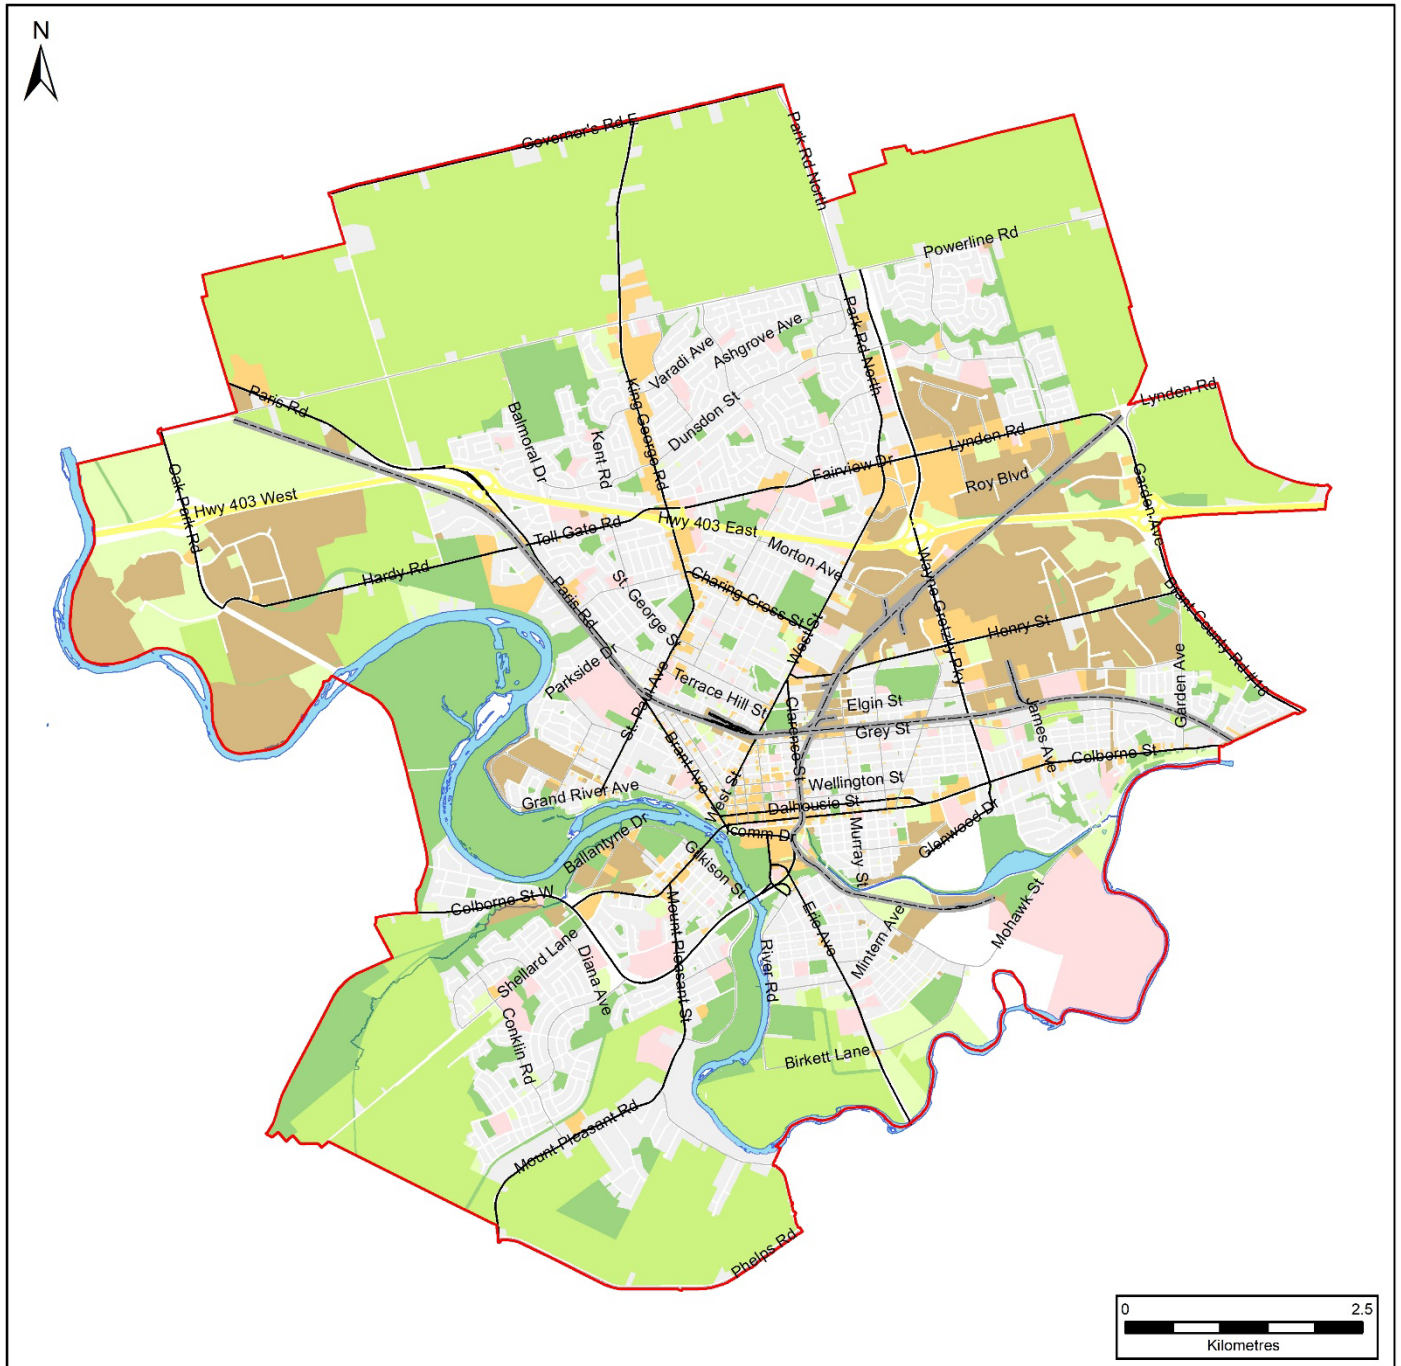 N
Governor's Rd E
Park Rd North
Powerline Rd
Varadi Ave
Ashgrove Ave
Park Rd North
Paris Rd
King George Rd
Lynden Rd
Balmoral Dr
Kent Rd
Dunsdon St
Lynden Rd
Fairview Dr
Oak Park Rd
Hwy 403 West
Roy Blvd
Garden Ave
Toll Gate Rd
Hwy 403 East
Morton Ave
Hardy Rd
Charing Cross St
Wayne Gretzky Pky
Paris Rd
St. George St
West St
Henry St
Brant County Rd #18
Parkside Dr
Terrace Hill St
St. Paul Ave
Clarence St
Elgin St
Grey St
James Ave
Garden Ave
Brant Ave
Colborne St
Grand River Ave
West St
Wellington St
Dalhousie St
Icomm Dr
Ballantyne Dr
Gilkison St
Murray St
Glenwood Dr
Colborne St W
Mount Pleasant St
Erie Ave
Mohawk St
Shellard Lane
Diana Ave
River Rd
Mintern Ave
Conklin Rd
Birkett Lane
Mount Pleasant Rd
Phelps Rd
0 2.5
Kilometres